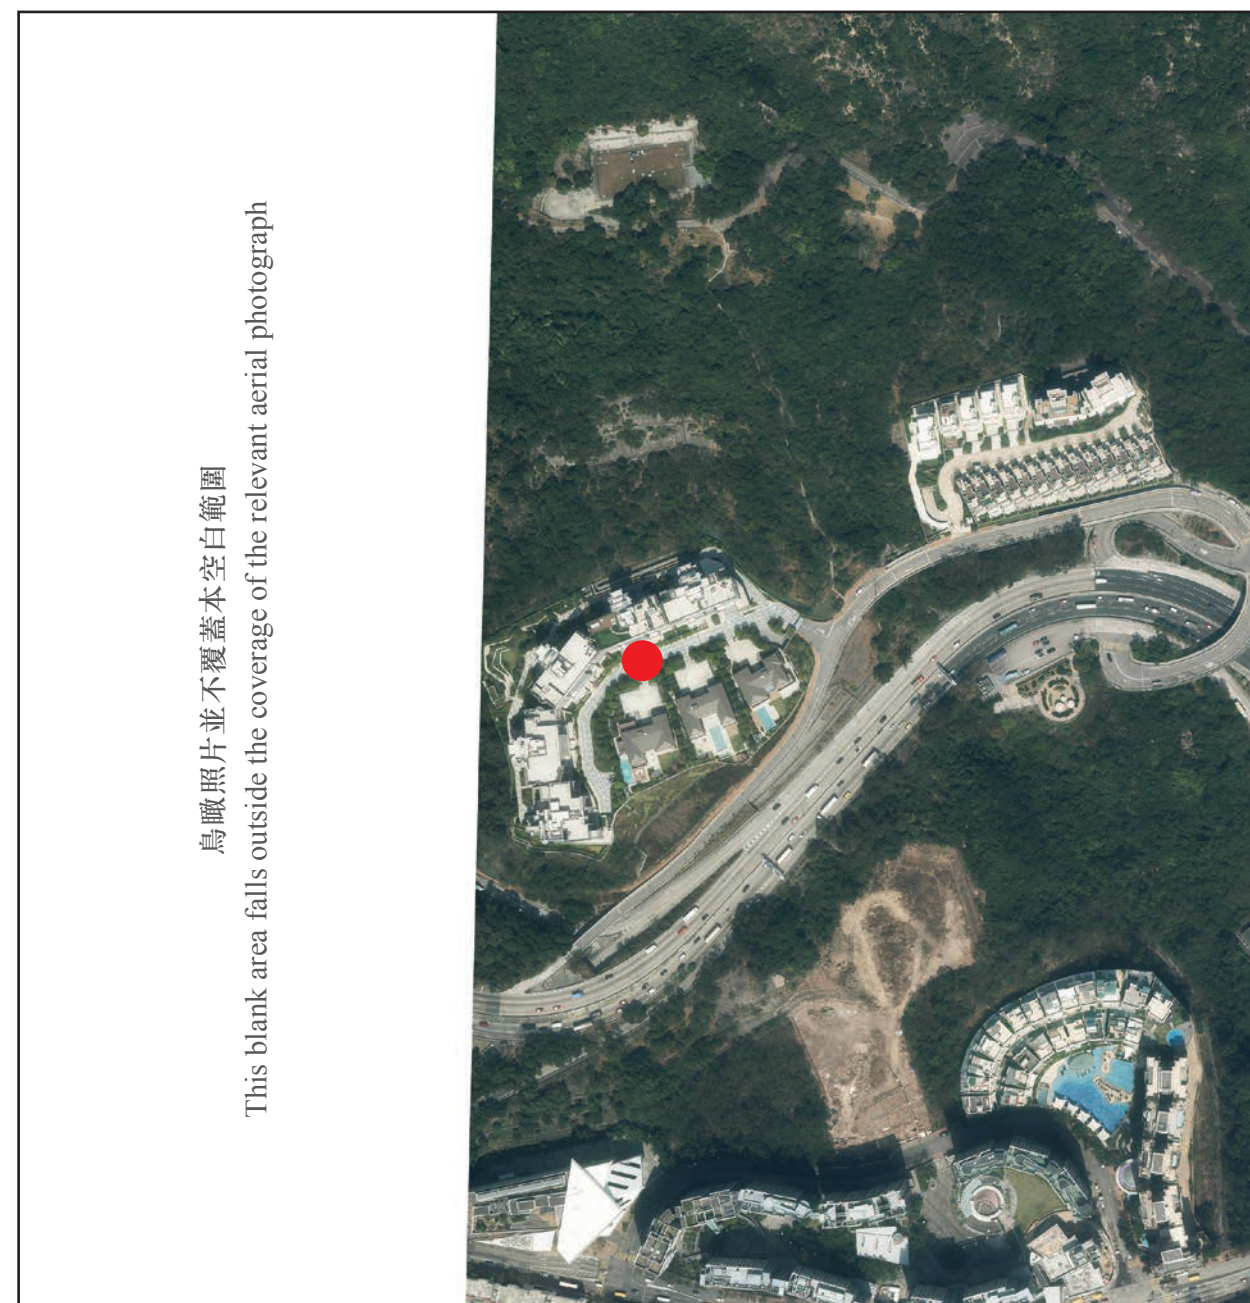 鳥瞰照片並不覆蓋本空白範圍
This blank area falls outside the coverage of the relevant aerial photograph